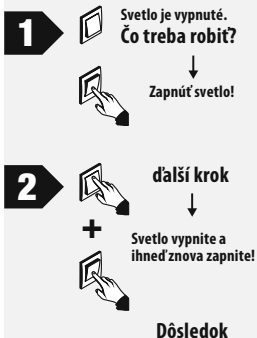 1
Svetlo je vypnuté.
Čo treba robiť?
Zapnúť svetlo!
2
ďalší krok
+
Svetlo vypnite a
ihneď znova zapnite!
Dôsledok